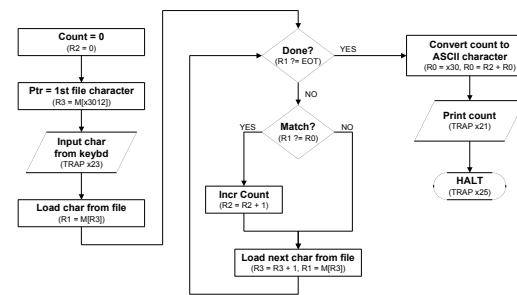 Count = 0
(R2 = 0)
Ptr = 1st file character
(R3 = M[x3012])
Input char
from keybd
(TRAP x23)
Load char from file
(R1 = M[R3])
Done?
(R1 ?= EOT)
YES
NO
Match?
(R1 ?= R0)
YES
NO
Incr Count
(R2 = R2 + 1)
Load next char from file
(R3 = R3 + 1, R1 = M[R3])
Convert count to
ASCII character
(R0 = x30, R0 = R2 + R0)
Print count
(TRAP x21)
HALT
(TRAP x25)